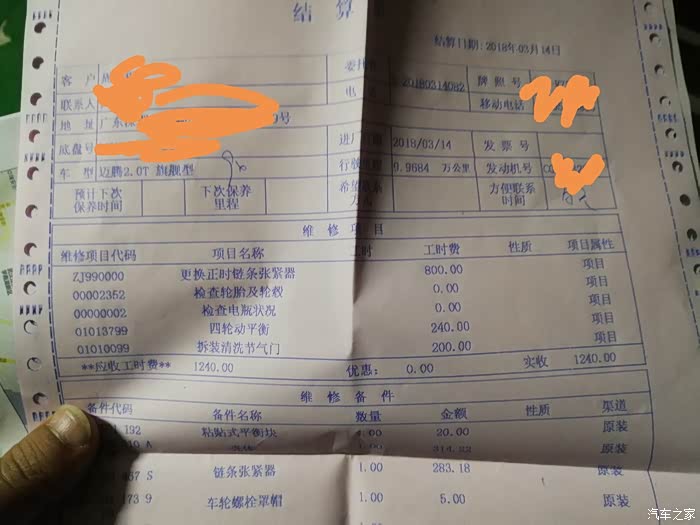 结算
结算日期:2018年03月14日
客 户
20180314082 牌照号
联系人 电 移动电话
地 址 广东 号
底盘号 进厂 2018/03/14 发票号
车 型 迈腾2.0T 旗舰型 行驶 9.9684 万公里 发动机号
预计下次保养时间 下次保养里程 希望 方便联系时间
维 修 项 目
维修项目代码 项目名称 工时 工时费 性质 项目属性
ZJ990000 更换正时链条张紧器 800.00 项目
00002352 检查轮胎及轮毂 0.00 项目
00000002 检查电瓶状况 0.00 项目
01013799 四轮动平衡 240.00 项目
01010099 拆装清洗节气门 200.00 项目
**应收工时费** 1240.00 优惠: 0.00 实收 1240.00
维 修 备 件
备件代码 备件名称 数量 金额 性质 渠道
192 粘贴式平衡块 .00 20.00 原装
A 1.00 314.22 原装
67 S 链条张紧器 1.00 283.18 原装
173 9 车轮螺栓罩帽 1.00 5.00 原装
汽车之家